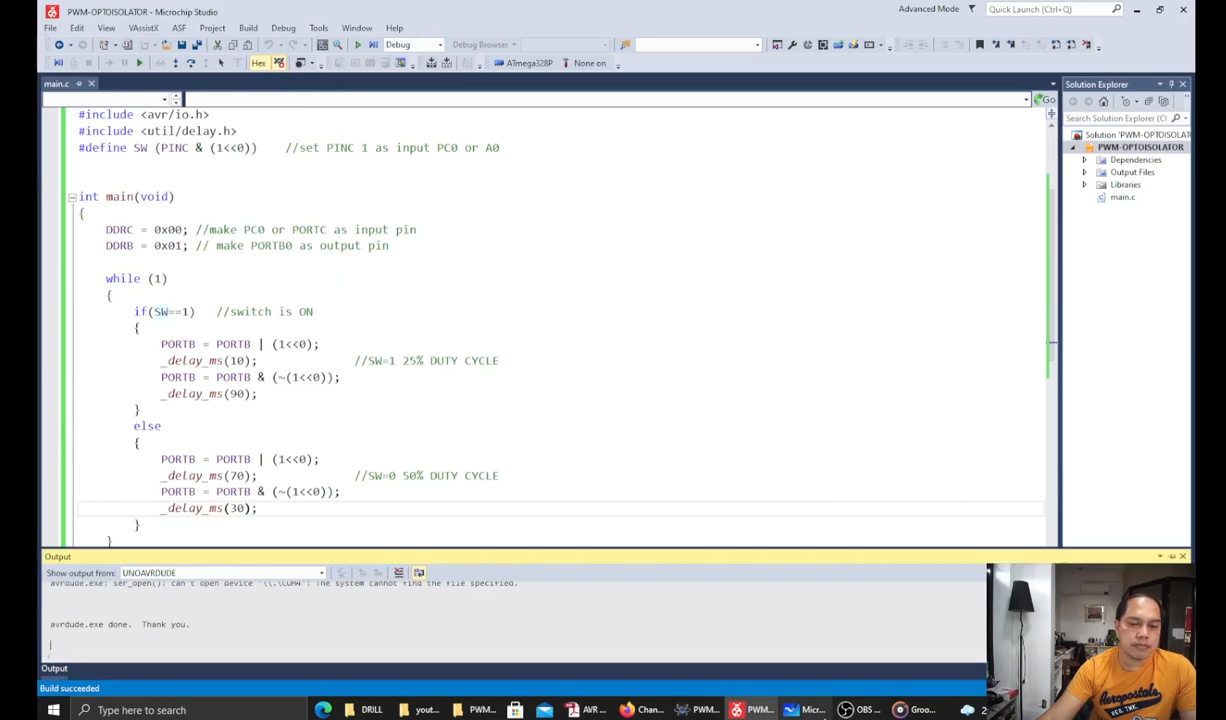 PWM-OPTOISOLATOR - Microchip Studio
Advanced Mode
Quick Launch (Ctrl+Q)
File Edit View VAssistX ASF Project Build Debug Tools Window Help
Debug
Debug Browser
Hex
ATmega328P
None on
main.c
Solution Explorer
Go
Search Solution Explorer (Ct
#include <avr/io.h>
#include <util/delay.h>
#define SW (PINC & (1<<0)) //set PINC 1 as input PC0 or A0
int main(void)
{
DDRC = 0x00; //make PC0 or PORTC as input pin
DDRB = 0x01; // make PORTB0 as output pin
while (1)
{
if(SW==1) //switch is ON
{
PORTB = PORTB | (1<<0);
_delay_ms(10); //SW=1 25% DUTY CYCLE
PORTB = PORTB & (~(1<<0));
_delay_ms(90);
}
else
{
PORTB = PORTB | (1<<0);
_delay_ms(70); //SW=0 50% DUTY CYCLE
PORTB = PORTB & (~(1<<0));
_delay_ms(30);
}
}
Solution 'PWM-OPTOISOLAT
PWM-OPTOISOLATOR
Dependencies
Output Files
Libraries
main.c
Output
Show output from: UNOAVRDUDE
avrdude.exe: ser_open(): can't open device "\\.\COM4": The system cannot find the file specified.
avrdude.exe done. Thank you.
Output
Build succeeded
Type here to search
DRILL
yout...
PWM...
AVR ...
Chan...
PWM...
PWM...
Micr...
OBS ...
Groo...
2